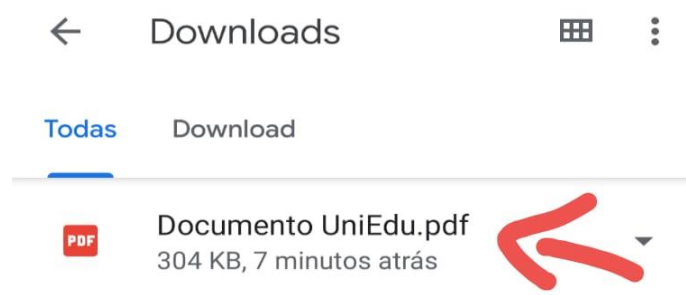 Downloads
Todas Download
PDF
Documento UniEdu.pdf
304 KB, 7 minutos atrás